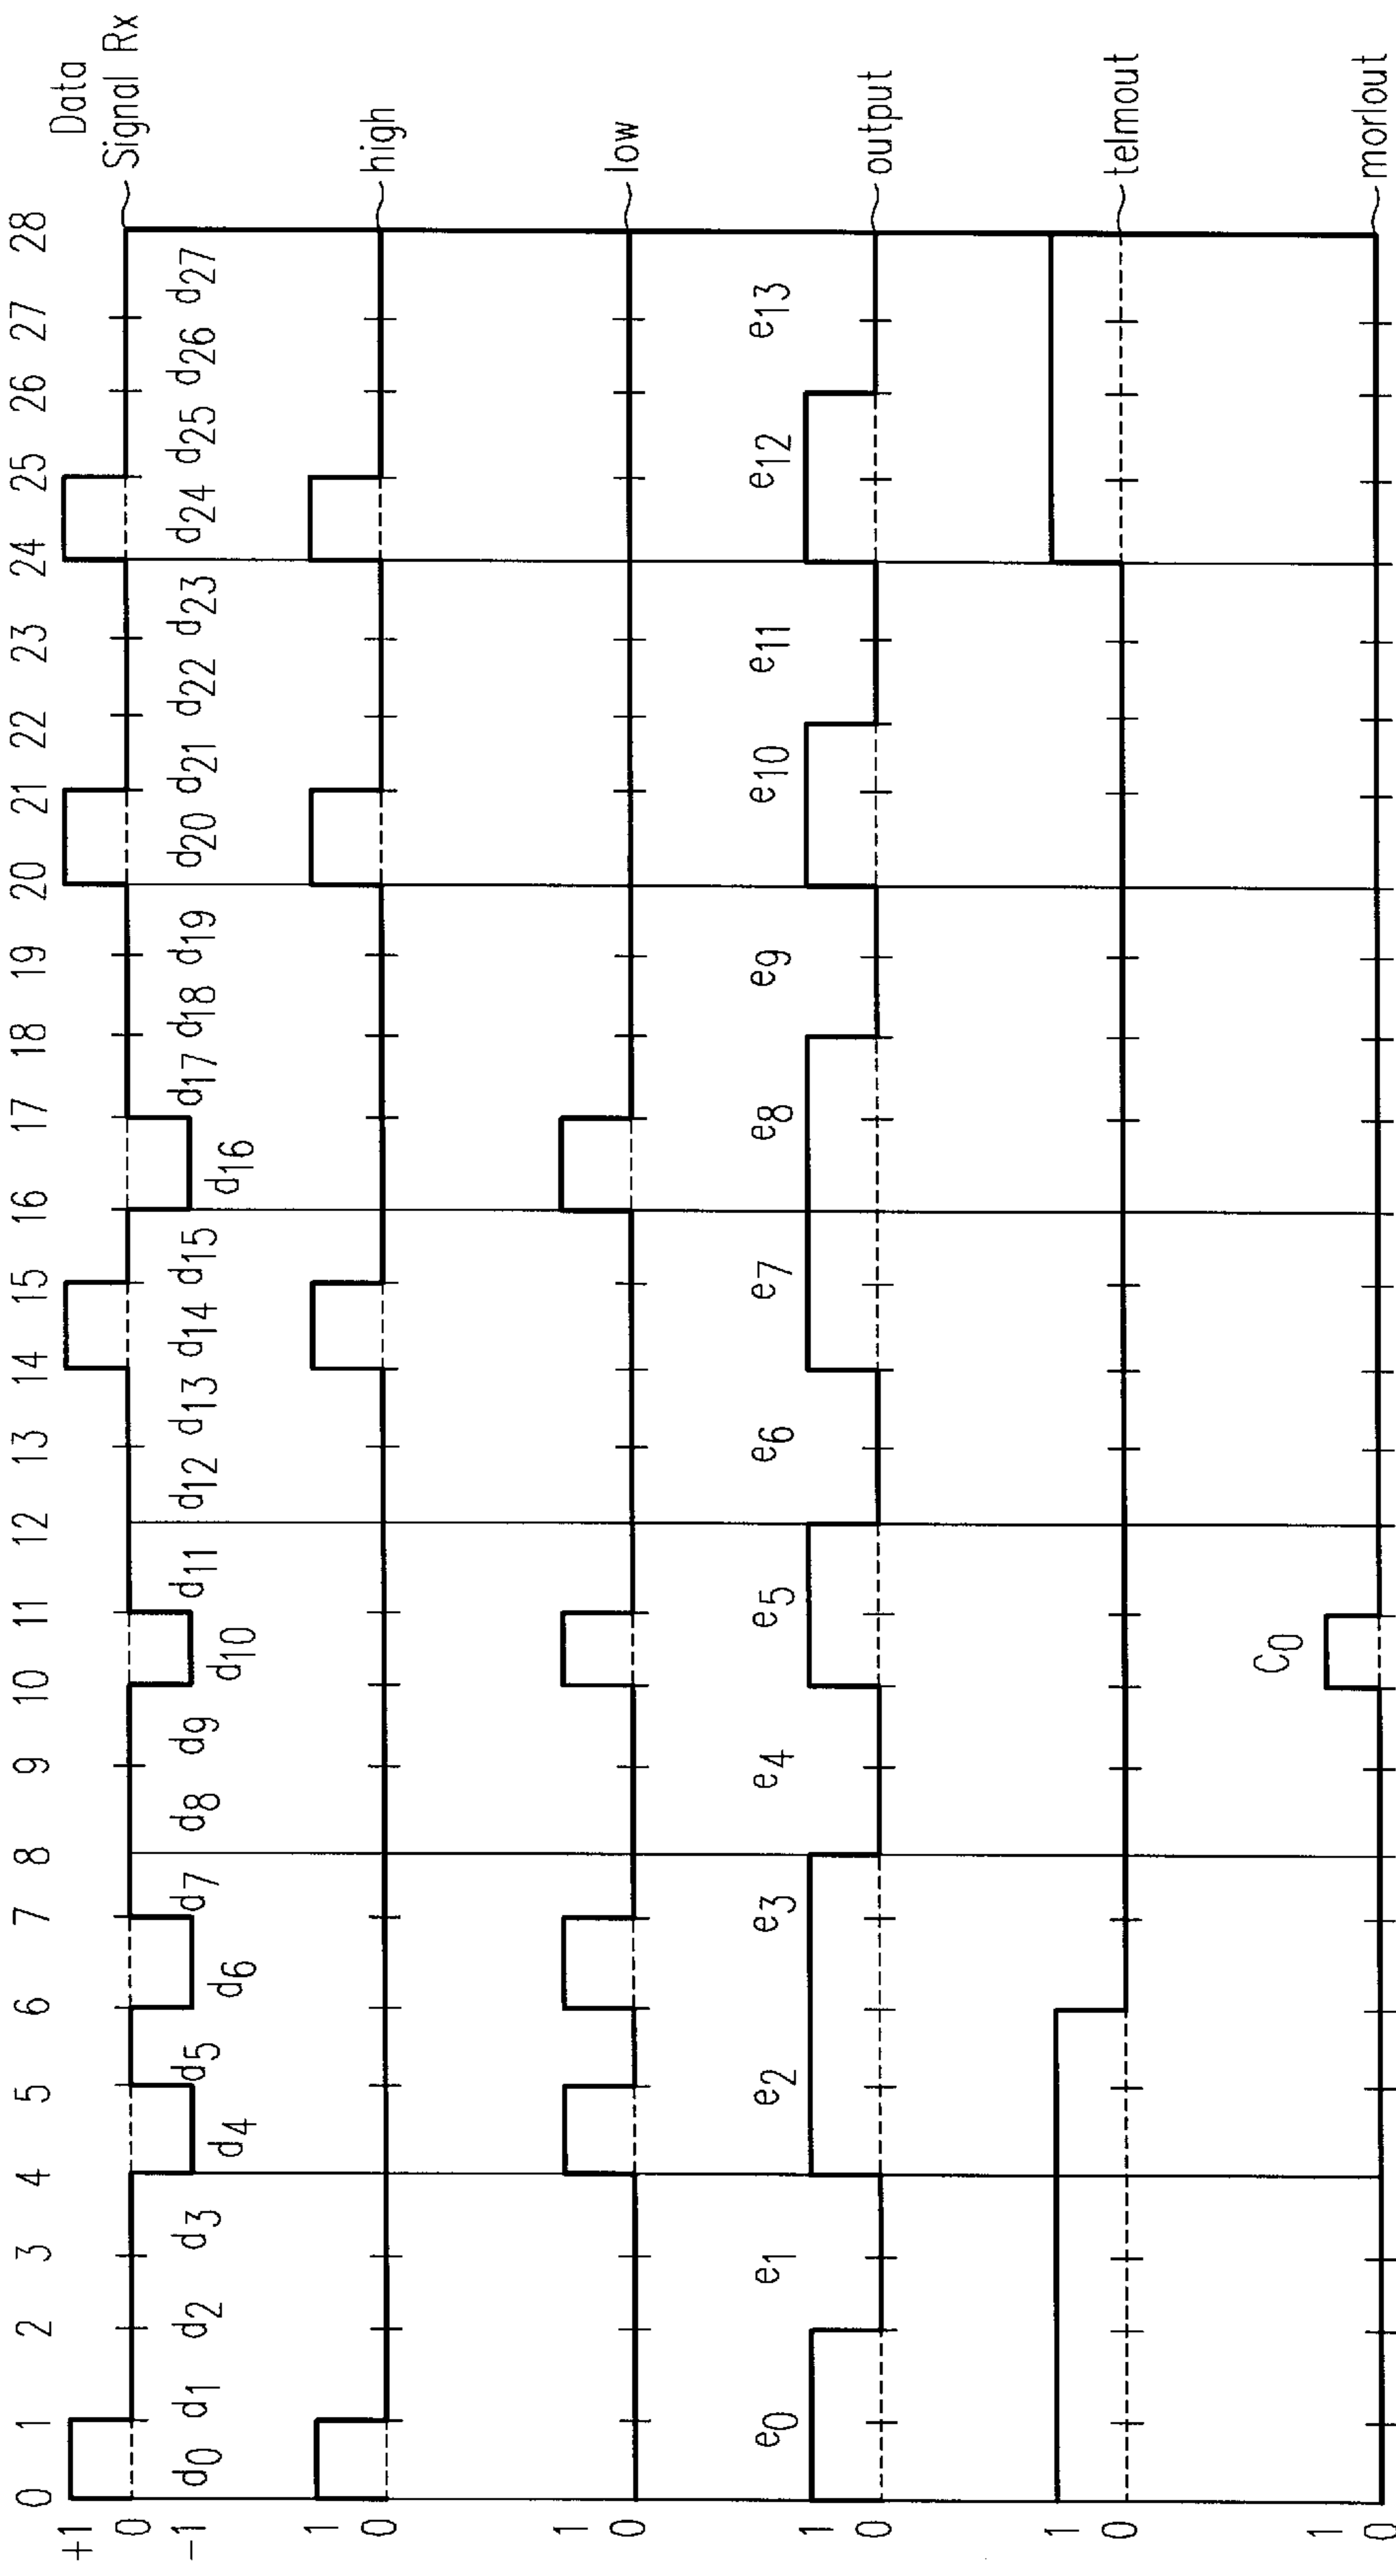 0 1 2 3 4 5 6 7 8 9 10 11 12 13 14 15 16 17 18 19 20 21 22 23 24 25 26 27 28
+1
0
-1
Data
Signal Rx
d0 d1 d2 d3 d4 d5 d6 d7 d8 d9 d10 d11 d12 d13 d14 d15 d16 d17 d18 d19 d20 d21 d22 d23 d24 d25 d26 d27
1
0
high
1
0
low
e0 e1 e2 e3 e4 e5 e6 e7 e8 e9 e10 e11 e12 e13
1
0
output
1
0
telmout
C0
1
0
morlout